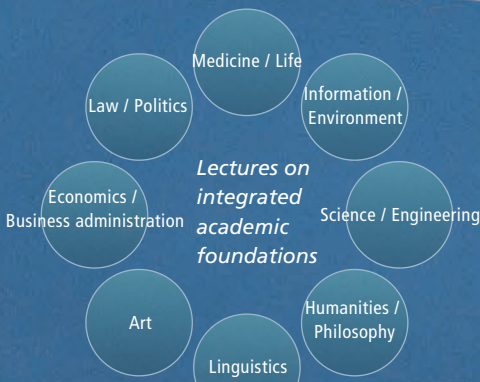 Medicine / Life
Law / Politics
Information /
Environment
Lectures on
integrated
academic
foundations
Economics /
Business administration
Science / Engineering
Art
Humanities /
Philosophy
Linguistics